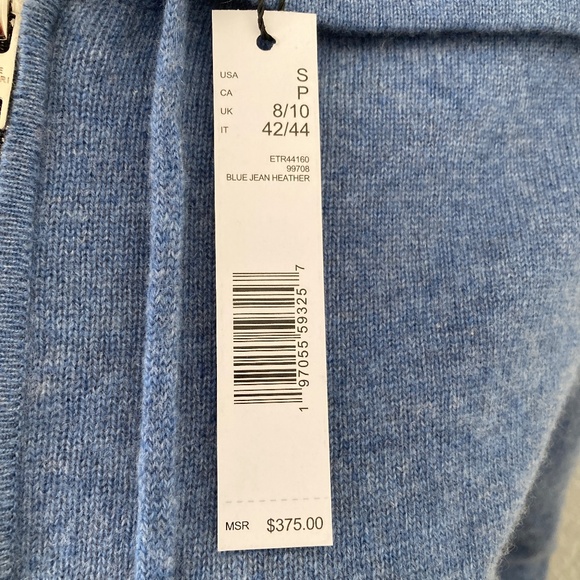 USA S
CA P
UK 8/10
IT 42/44
ETR44160
99708
BLUE JEAN HEATHER
1 97055 59325 7
MSR $375.00